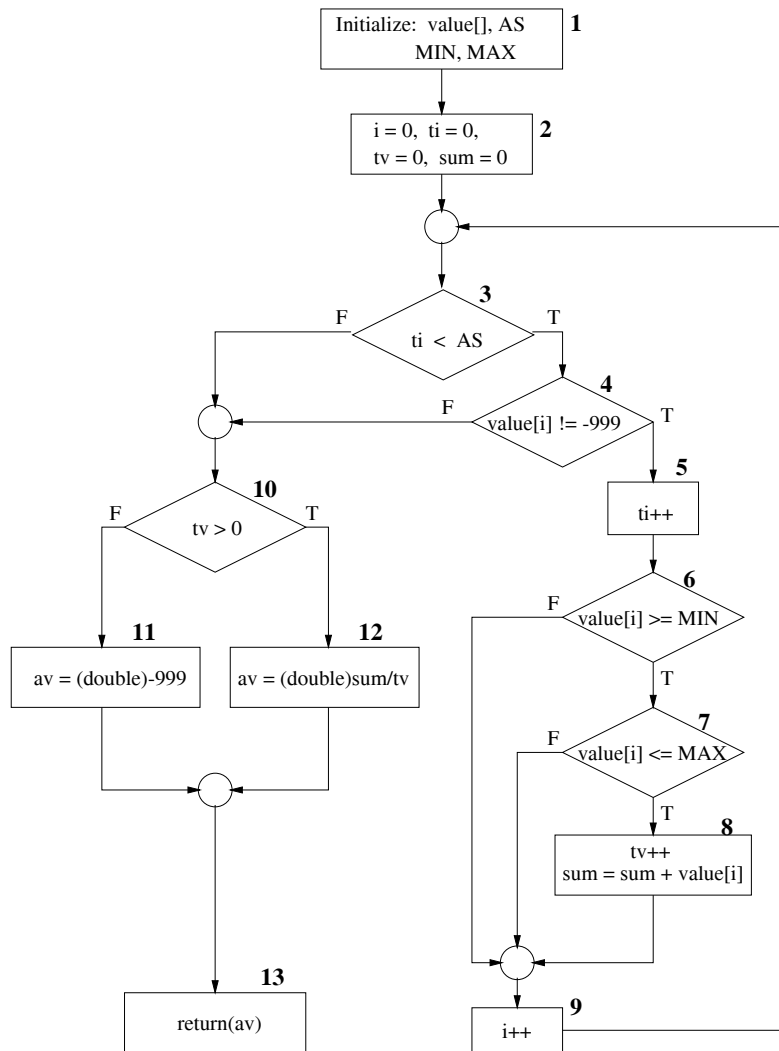 1
Initialize: value[], AS
MIN, MAX
2
i = 0, ti = 0,
tv = 0, sum = 0
3
F
T
ti < AS
4
F
T
value[i] != -999
5
ti++
10
F
T
tv > 0
6
F
value[i] >= MIN
T
11
av = (double)-999
12
av = (double)sum/tv
7
F
value[i] <= MAX
T
8
tv++
sum = sum + value[i]
13
return(av)
9
i++